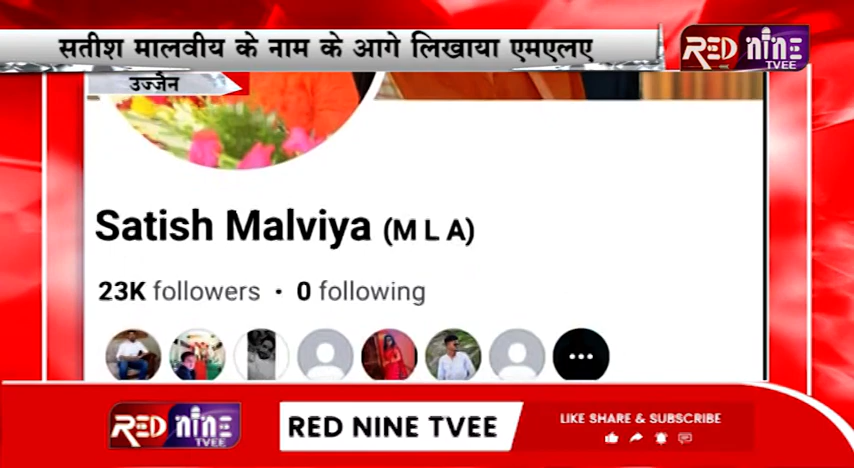 सतीश मालवीय के नाम के आगे लिखाया एमएलए
RED NINE
TVEE
उज्जैन
Satish Malviya (M L A)
23K followers • 0 following
RED NINE
TVEE
RED NINE TVEE
LIKE SHARE & SUBSCRIBE